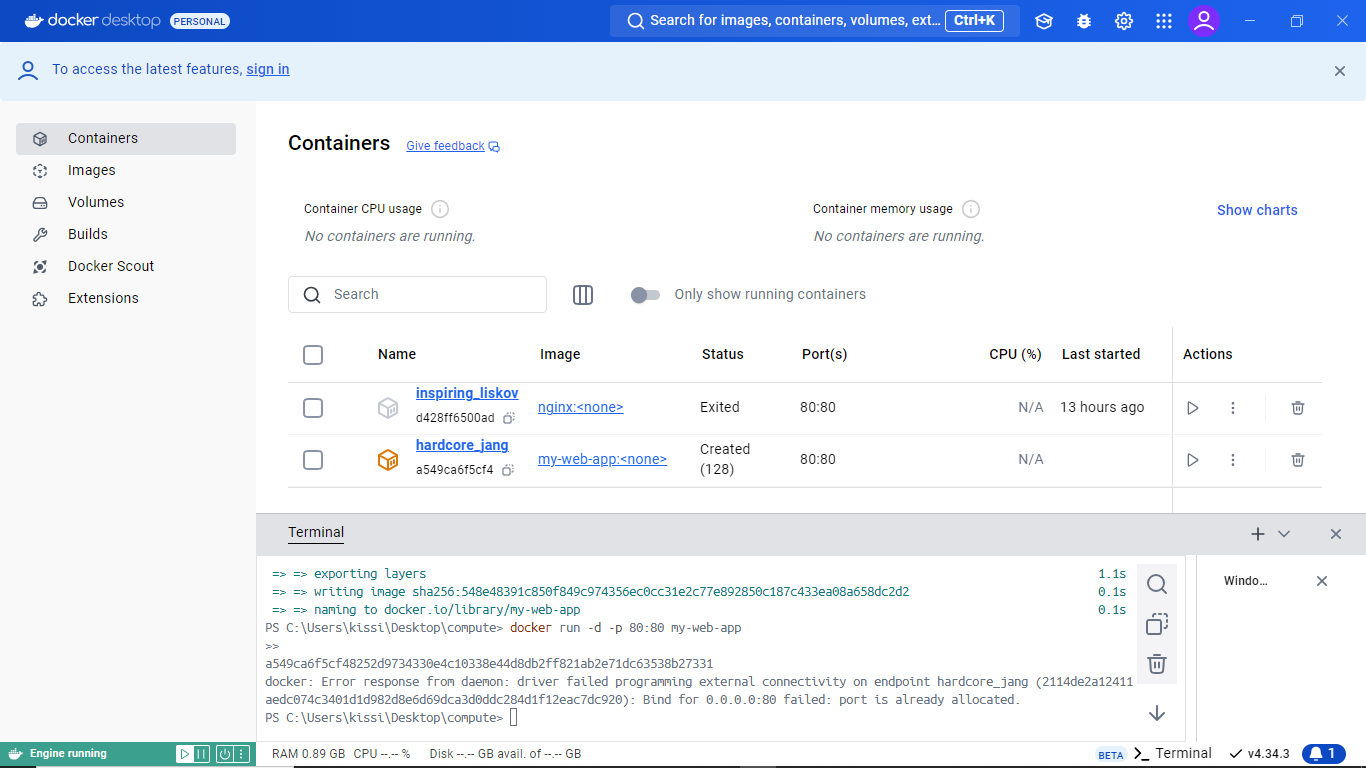 docker desktop PERSONAL
Search for images, containers, volumes, ext... Ctrl+K
To access the latest features, sign in
Containers
Images
Volumes
Builds
Docker Scout
Extensions
Containers Give feedback
Container CPU usage
No containers are running.
Container memory usage
No containers are running.
Show charts
Search
Only show running containers
Name Image Status Port(s) CPU (%) Last started Actions
inspiring_liskov
d428ff6500ad
nginx:<none> Exited 80:80 N/A 13 hours ago
hardcore_jang
a549ca6f5cf4
my-web-app:<none> Created
(128)
80:80 N/A
Terminal
=> => exporting layers 1.1s
=> => writing image sha256:548e48391c850f849c974356ec0cc31e2c77e892850c187c433ea08a658dc2d2 0.1s
=> => naming to docker.io/library/my-web-app 0.1s
PS C:\Users\kissi\Desktop\compute> docker run -d -p 80:80 my-web-app
>>
a549ca6f5cf48252d9734330e4c10338e44d8db2ff821ab2e71dc63538b27331
docker: Error response from daemon: driver failed programming external connectivity on endpoint hardcore_jang (2114de2a12411
aedc074c3401d1d982d8e6d69dca3d0ddc284d1f12eac7dc920): Bind for 0.0.0.0:80 failed: port is already allocated.
PS C:\Users\kissi\Desktop\compute>
Windo...
Engine running
RAM 0.89 GB CPU --.-- % Disk --.-- GB avail. of --.-- GB
BETA >_ Terminal v4.34.3 1